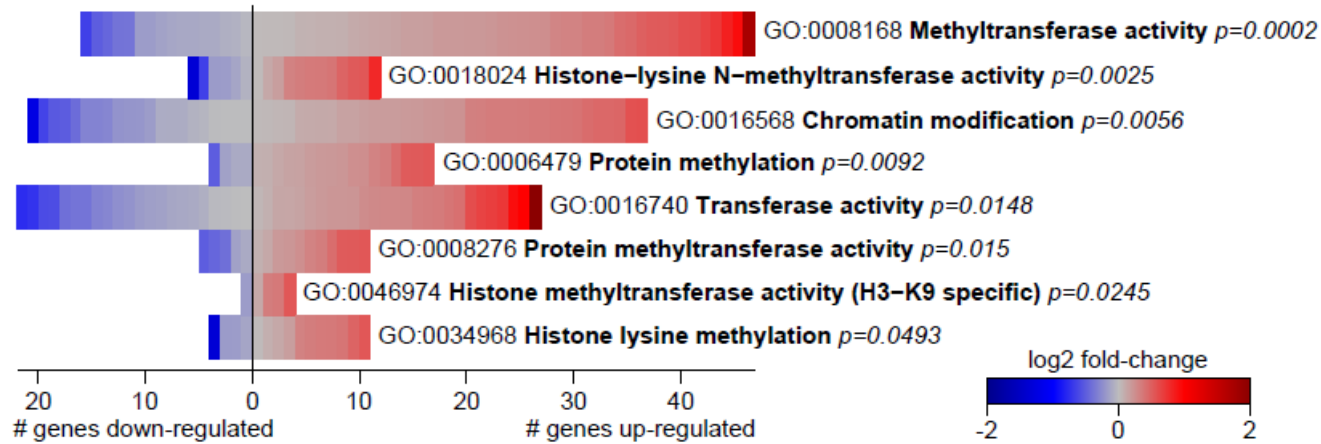 GO:0008168 Methyltransferase activity p=0.0002
GO:0018024 Histone−lysine N−methyltransferase activity p=0.0025
GO:0016568 Chromatin modification p=0.0056
GO:0006479 Protein methylation p=0.0092
GO:0016740 Transferase activity p=0.0148
GO:0008276 Protein methyltransferase activity p=0.015
GO:0046974 Histone methyltransferase activity (H3−K9 specific) p=0.0245
GO:0034968 Histone lysine methylation p=0.0493
20 10 0 10 20 30 40
# genes down-regulated # genes up-regulated
log2 fold-change
-2 0 2